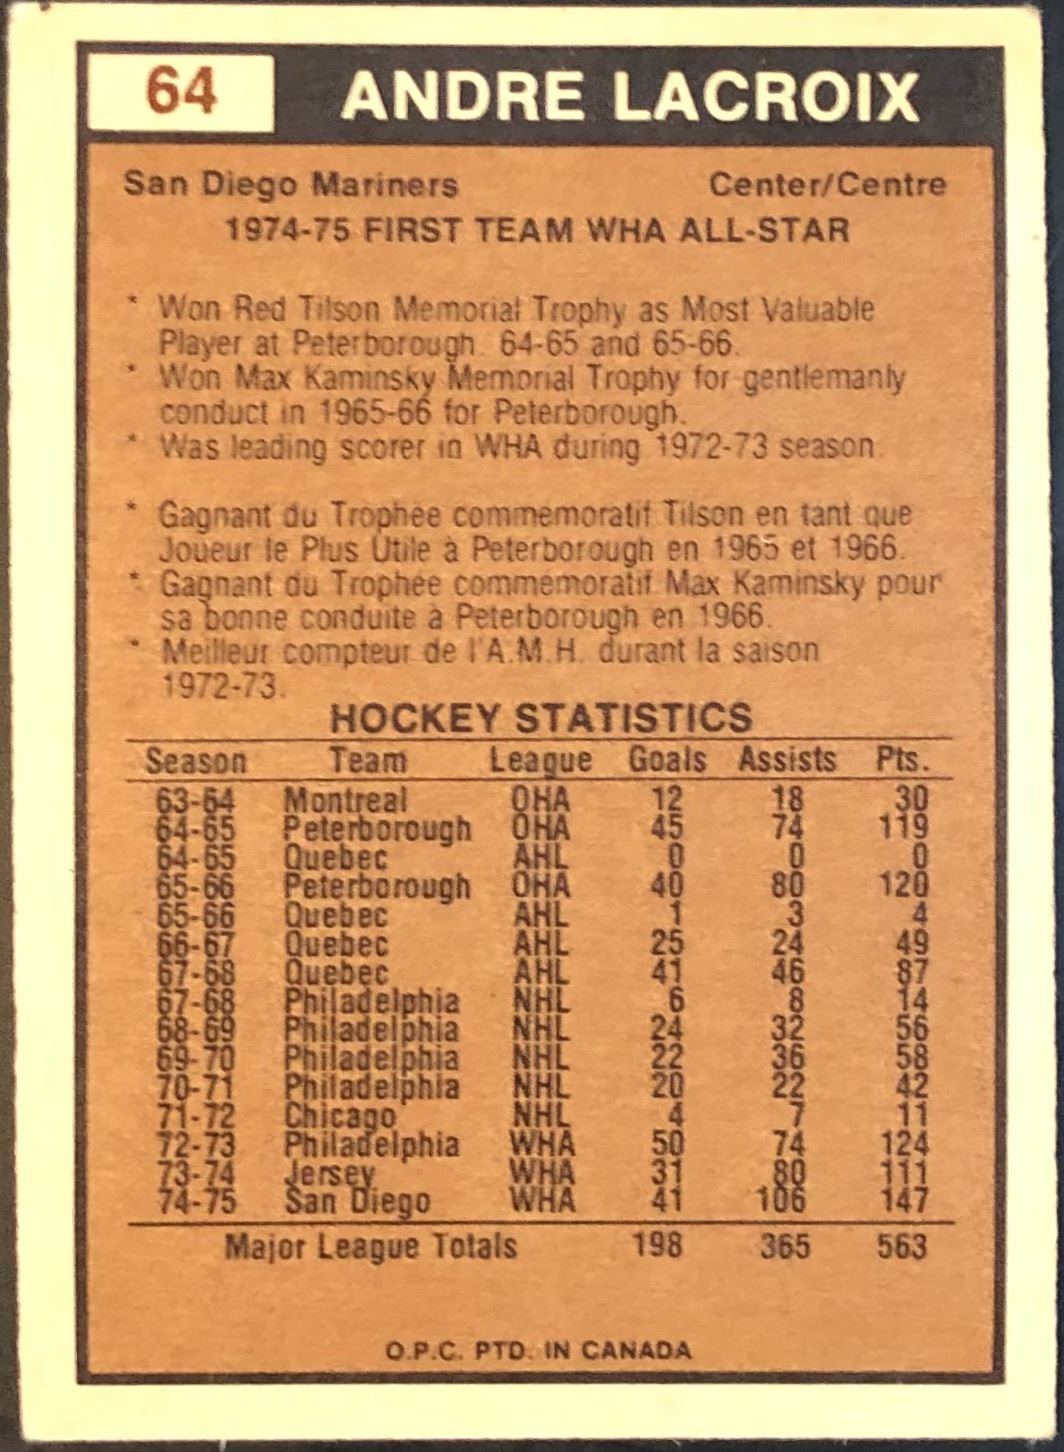 64 ANDRE LACROIX
San Diego Mariners Center/Centre
1974-75 FIRST TEAM WHA ALL-STAR
* Won Red Tilson Memorial Trophy as Most Valuable
Player at Peterborough. 64-65 and 65-66.
* Won Max Kaminsky Memorial Trophy for gentlemanly
conduct in 1965-66 for Peterborough.
* Was leading scorer in WHA during 1972-73 season.
* Gagnant du Trophée commémoratif Tilson en tant que
Joueur le Plus Utile à Peterborough en 1965 et 1966.
* Gagnant du Trophée commémoratif Max Kaminsky pour
sa bonne conduite à Peterborough en 1966.
* Meilleur compteur de l'A.M.H. durant la saison
1972-73.
HOCKEY STATISTICS
Season Team League Goals Assists Pts.
63-64 Montreal OHA 12 18 30
64-65 Peterborough OHA 45 74 119
64-65 Quebec AHL 0 0 0
65-66 Peterborough OHA 40 80 120
65-66 Quebec AHL 1 3 4
66-67 Quebec AHL 25 24 49
67-68 Quebec AHL 41 46 87
67-68 Philadelphia NHL 6 8 14
68-69 Philadelphia NHL 24 32 56
69-70 Philadelphia NHL 22 36 58
70-71 Philadelphia NHL 20 22 42
71-72 Chicago NHL 4 7 11
72-73 Philadelphia WHA 50 74 124
73-74 Jersey WHA 31 80 111
74-75 San Diego WHA 41 106 147
Major League Totals 198 365 563
O.P.C. PTD. IN CANADA